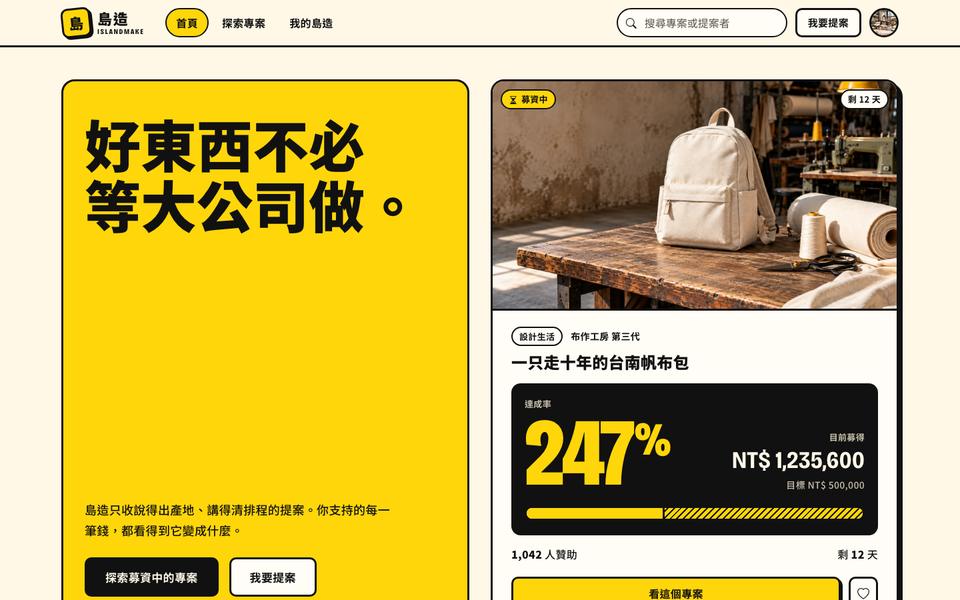 島
島造
ISLANDMAKE
首頁
探索專案
我的島造
搜尋專案或提案者
我要提案
好東西不必
等大公司做。
島造只收說得出產地、講得清排程的提案。你支持的每一
筆錢，都看得到它變成什麼。
探索募資中的專案
我要提案
募資中
剩 12 天
設計生活
布作工房 第三代
一只走十年的台南帆布包
達成率
247%
目前募得
NT$ 1,235,600
目標 NT$ 500,000
1,042 人贊助
剩 12 天
看這個專案